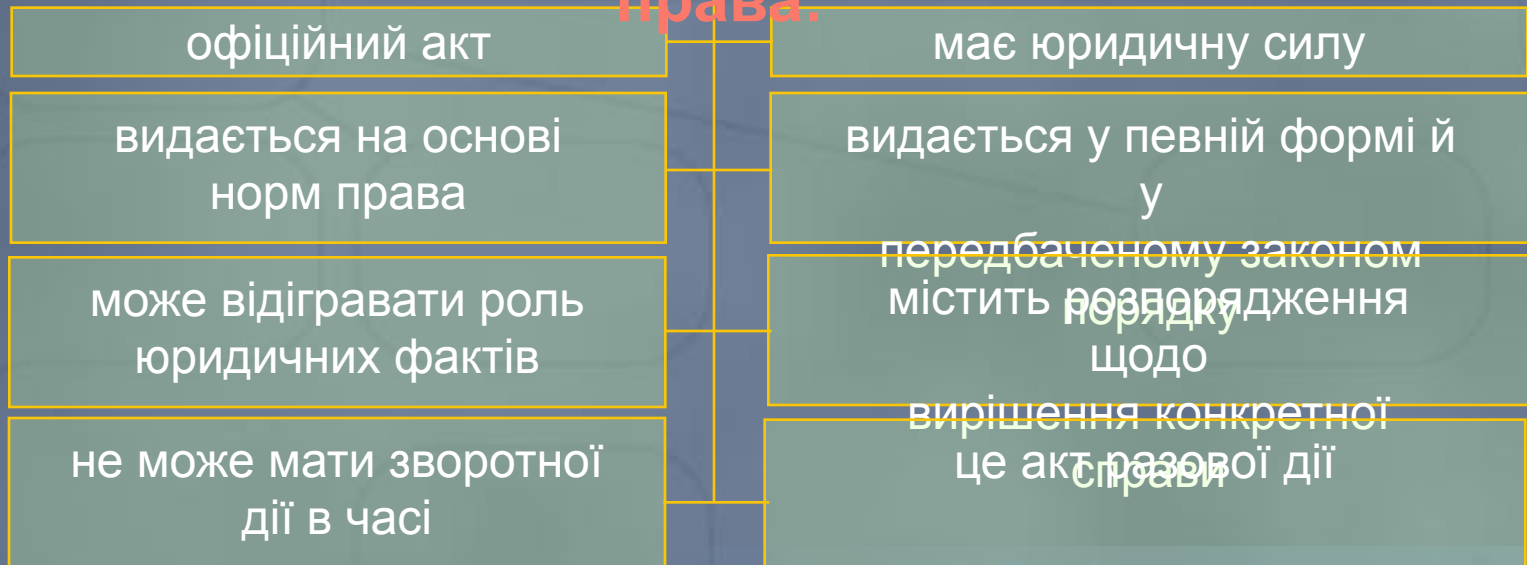 права.
офіційний акт
має юридичну силу
видається на основі
норм права
видається у певній формі й
у
передбаченому законом
порядку
може відігравати роль
юридичних фактів
містить розпорядження
щодо
вирішення конкретної
справи
не може мати зворотної
дії в часі
це акт разової дії